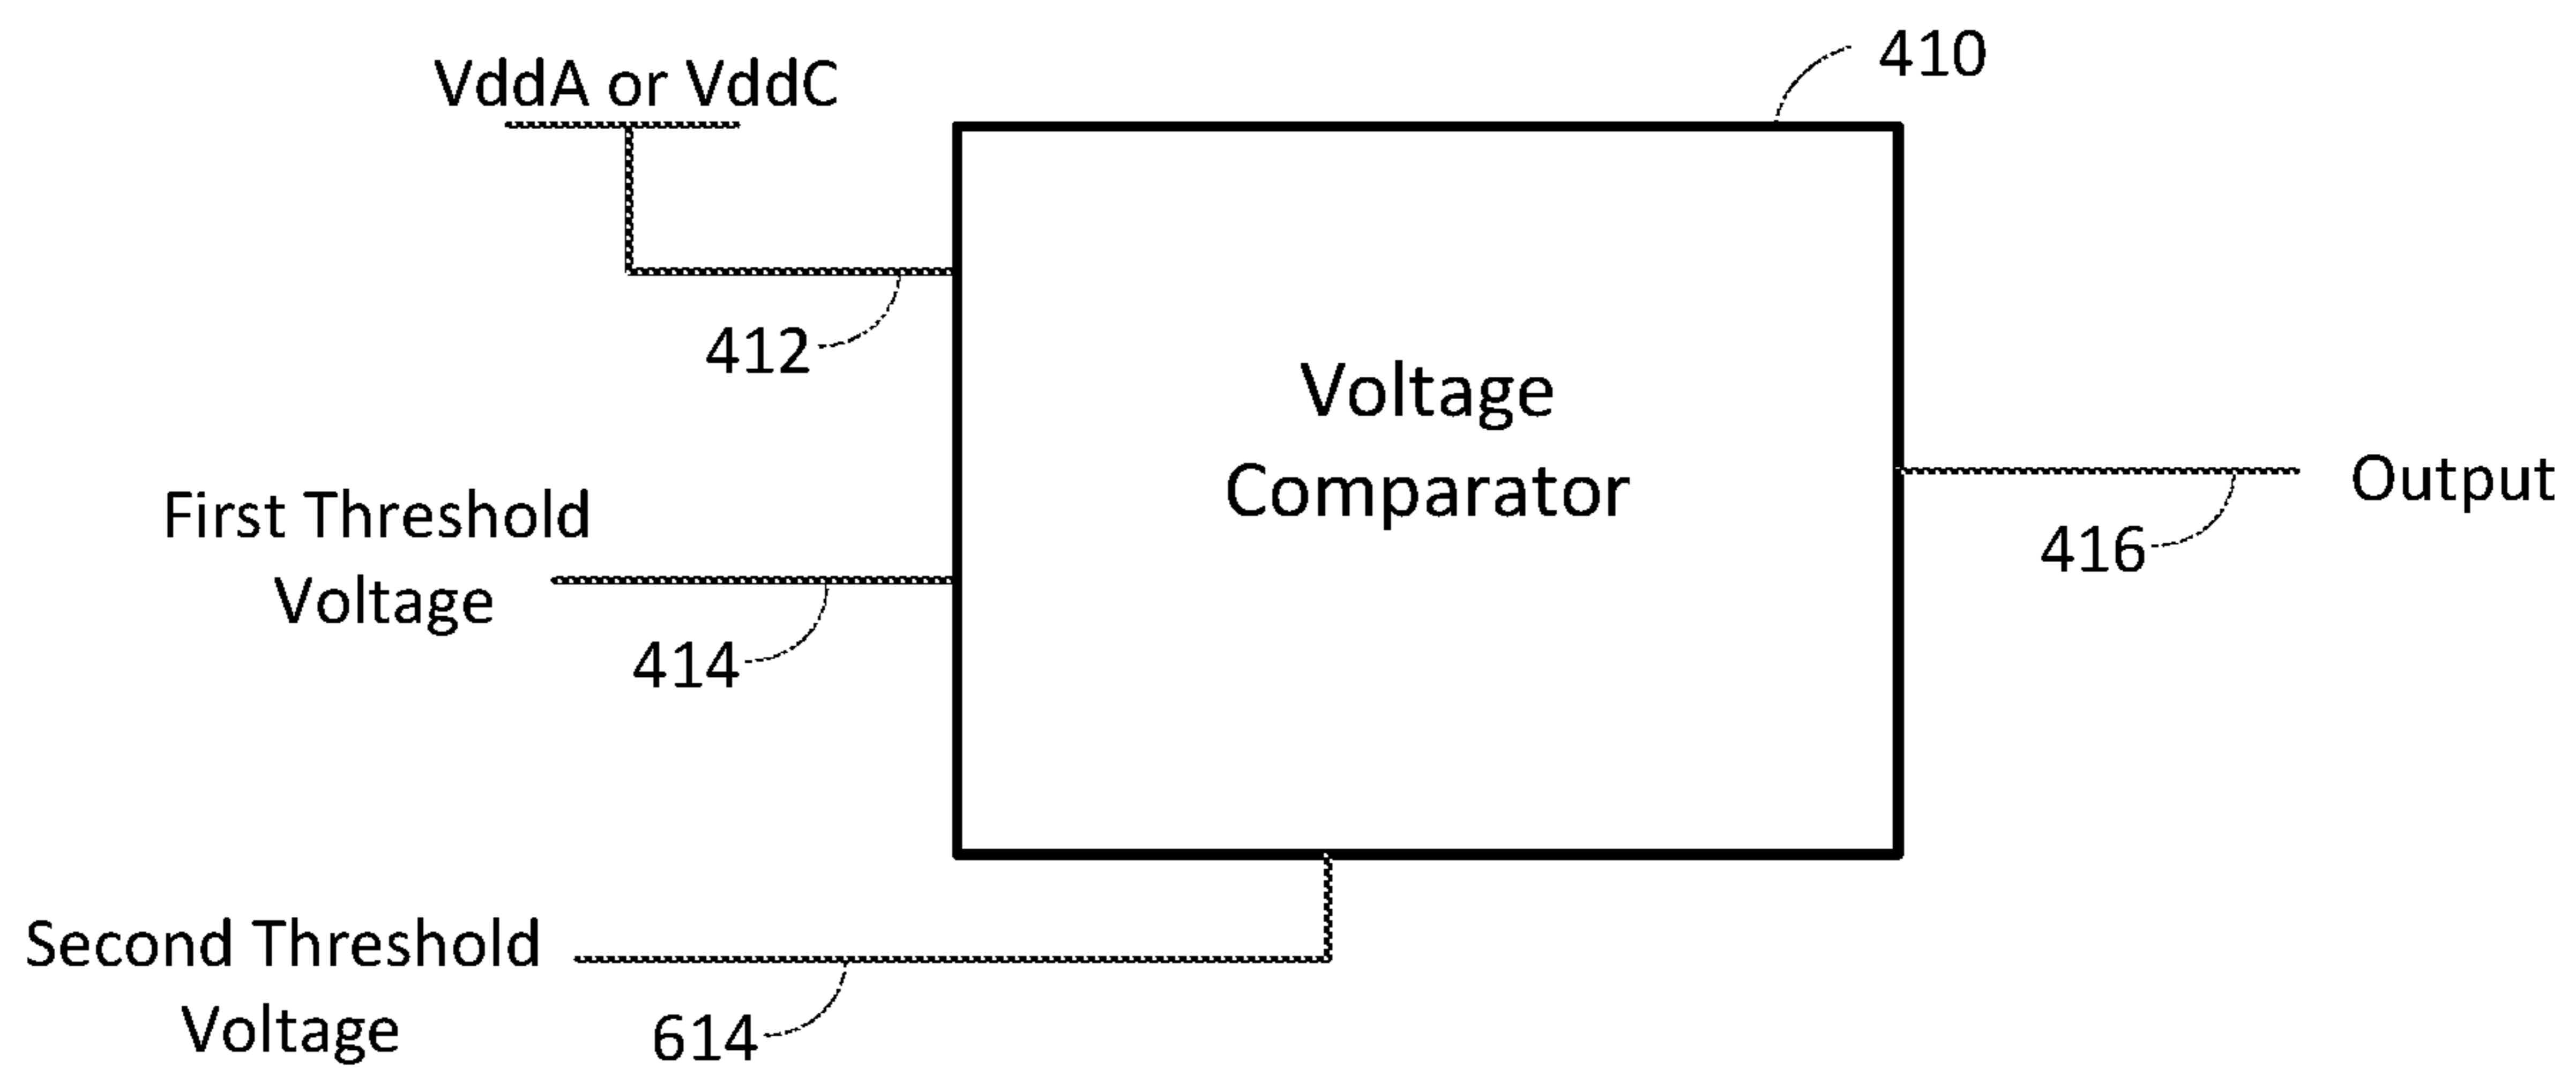 410
VddA or VddC
412
Voltage
Comparator
First Threshold
Voltage
414
Output
416
Second Threshold
Voltage
614